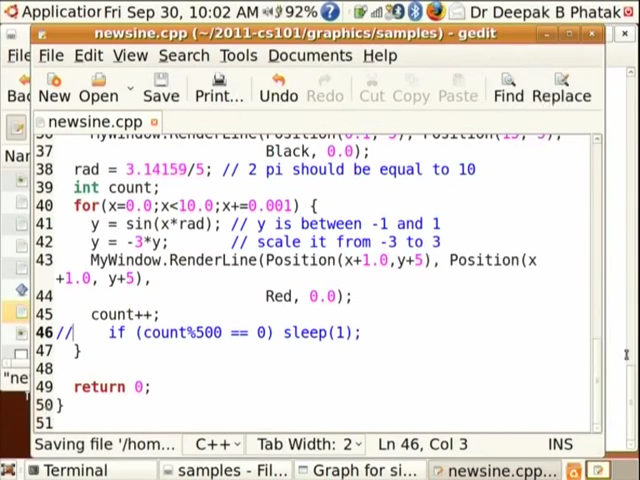 Application Fri Sep 30, 10:02 AM 92% Dr Deepak B Phatak
newsine.cpp (~/2011-cs101/graphics/samples) - gedit
File Edit View Search Tools Documents Help
New Open Save Print... Undo Redo Cut Copy Paste Find Replace
newsine.cpp
37 Black, 0.0);
38 rad = 3.14159/5; // 2 pi should be equal to 10
39 int count;
40 for(x=0.0;x<10.0;x+=0.001) {
41 y = sin(x*rad); // y is between -1 and 1
42 y = -3*y; // scale it from -3 to 3
43 MyWindow.RenderLine(Position(x+1.0,y+5), Position(x
+1.0, y+5),
44 Red, 0.0);
45 count++;
46 // if (count%500 == 0) sleep(1);
47 }
48
49 return 0;
50 }
51
Saving file '/hom... C++ Tab Width: 2 Ln 46, Col 3 INS
Terminal samples - Fil... Graph for si... newsine.cpp...